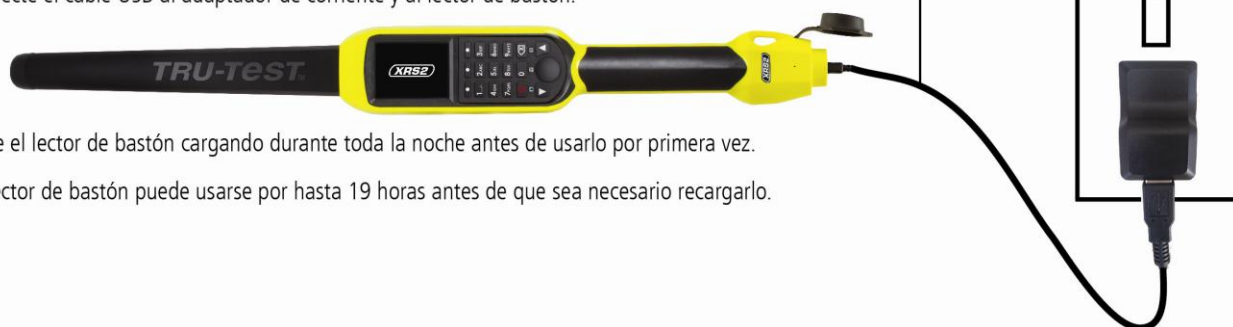 ecte el cable USB al adaptador de corriente y al lector de bastón.
TRU-TEST
XRS2
XRS2
e el lector de bastón cargando durante toda la noche antes de usarlo por primera vez.
ector de bastón puede usarse por hasta 19 horas antes de que sea necesario recargarlo.